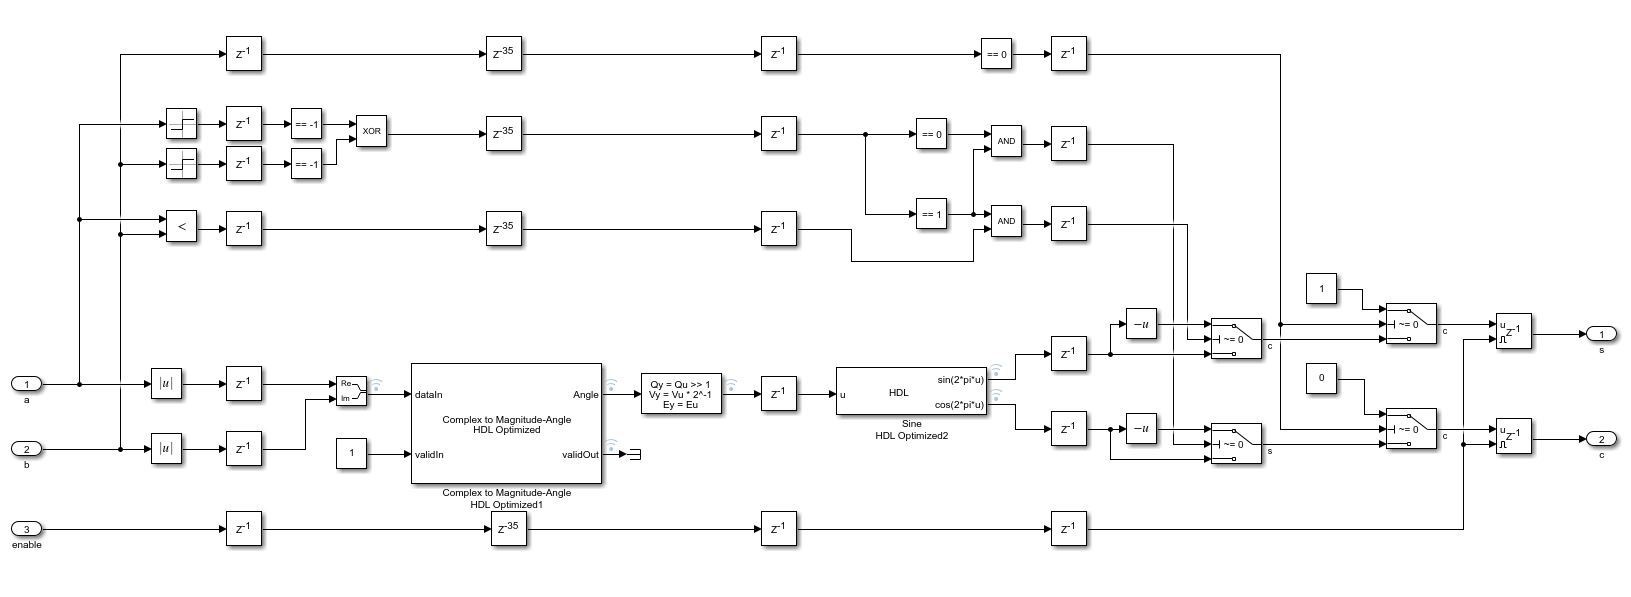 Z-1
Z-35
Z-1
== 0
Z-1
Z-1
== -1
XOR
Z-35
Z-1
== 0
AND
Z-1
Z-1
== -1
<
Z-1
Z-35
Z-1
== 1
AND
Z-1
1
-u
~= 0
c
~= 0
c
u
Z-1
1
s
1
a
|u|
Z-1
Re
Im
dataIn
Angle
Complex to Magnitude-Angle
HDL Optimized
validIn
validOut
Complex to Magnitude-Angle
HDL Optimized1
1
Qy = Qu >> 1
Vy = Vu * 2^-1
Ey = Eu
Z-1
u
HDL
sin(2*pi*u)
cos(2*pi*u)
Sine
HDL Optimized2
Z-1
Z-1
-u
~= 0
s
0
~= 0
c
u
Z-1
2
c
2
b
|u|
Z-1
3
enable
Z-1
Z-35
Z-1
Z-1